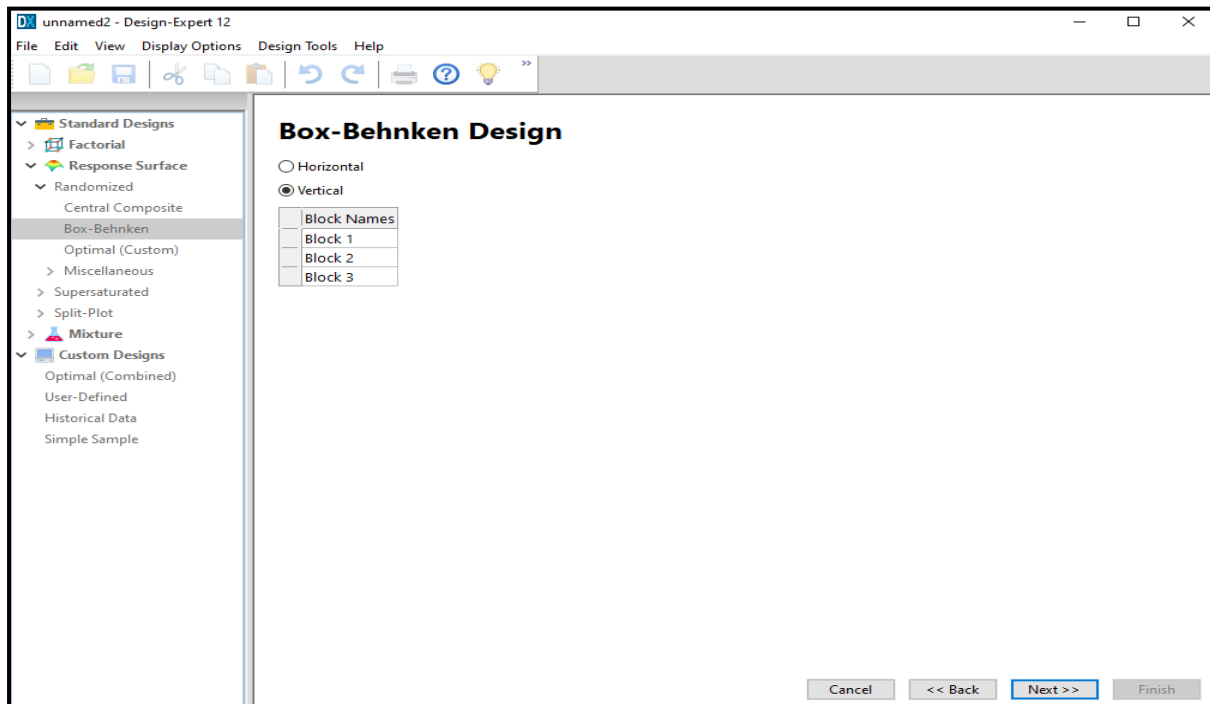 DX unnamed2 - Design-Expert 12
File Edit View Display Options Design Tools Help
»
Standard Designs
Factorial
Response Surface
Randomized
Central Composite
Box-Behnken
Optimal (Custom)
Miscellaneous
Supersaturated
Split-Plot
Mixture
Custom Designs
Optimal (Combined)
User-Defined
Historical Data
Simple Sample
Box-Behnken Design
Horizontal
Vertical
Block Names
Block 1
Block 2
Block 3
Cancel << Back Next >> Finish